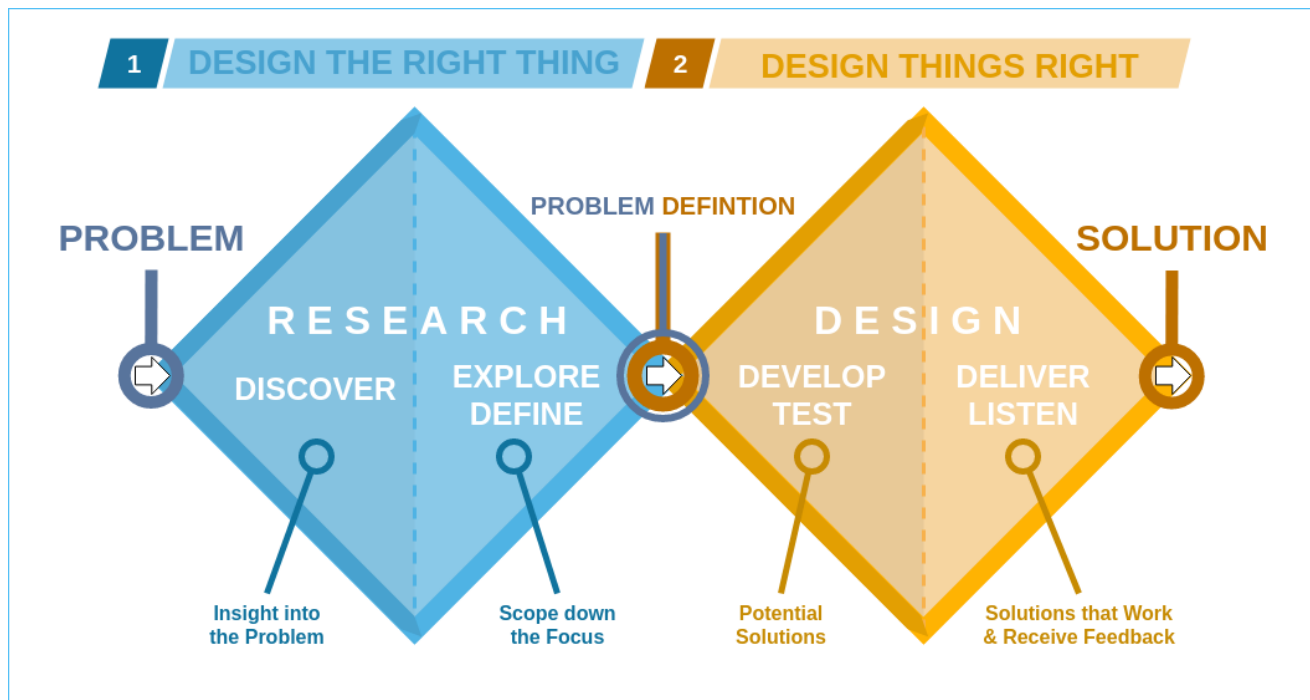 1 DESIGN THE RIGHT THING
2 DESIGN THINGS RIGHT
PROBLEM
PROBLEM DEFINTION
SOLUTION
RESEARCH
DISCOVER
EXPLORE
DEFINE
DESIGN
DEVELOP
TEST
DELIVER
LISTEN
Insight into
the Problem
Scope down
the Focus
Potential
Solutions
Solutions that Work
& Receive Feedback